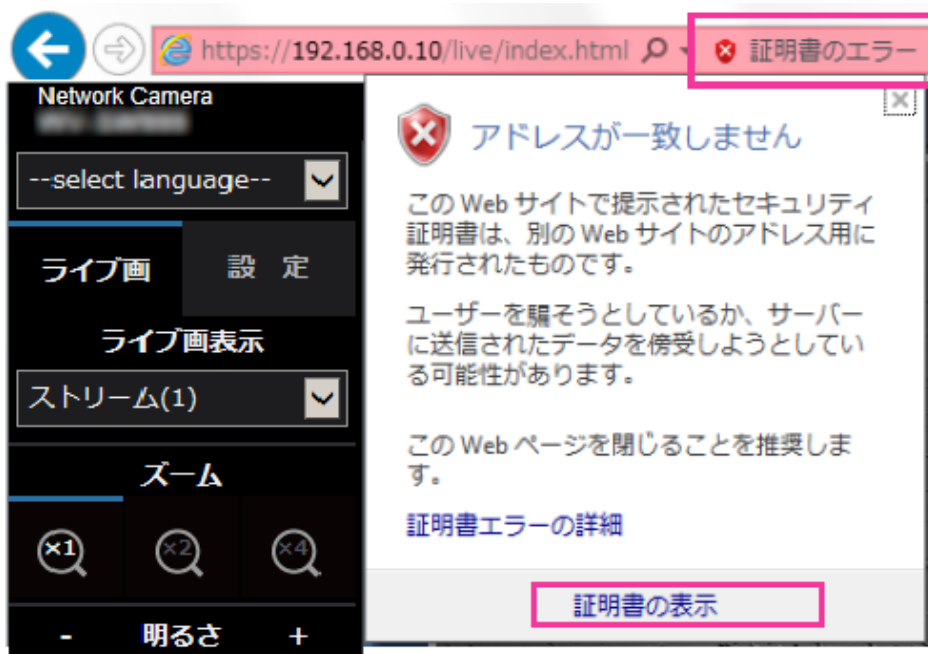 https://192.168.0.10/live/index.html
証明書のエラー
Network Camera
--select language--
ライブ画
設 定
ライブ画表示
ストリーム(1)
ズーム
×1
×2
×4
- 明るさ +
アドレスが一致しません
この Web サイトで提示されたセキュリティ
証明書は、別の Web サイトのアドレス用に
発行されたものです。
ユーザーを騙そうとしているか、サーバー
に送信されたデータを傍受しようとしてい
る可能性があります。
この Web ページを閉じることを推奨しま
す。
証明書エラーの詳細
証明書の表示